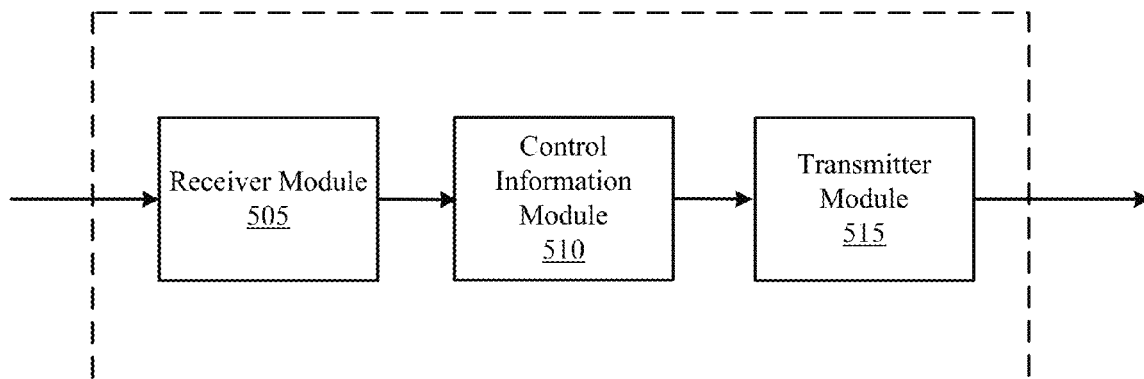 Receiver Module
505
Control
Information
Module
510
Transmitter
Module
515